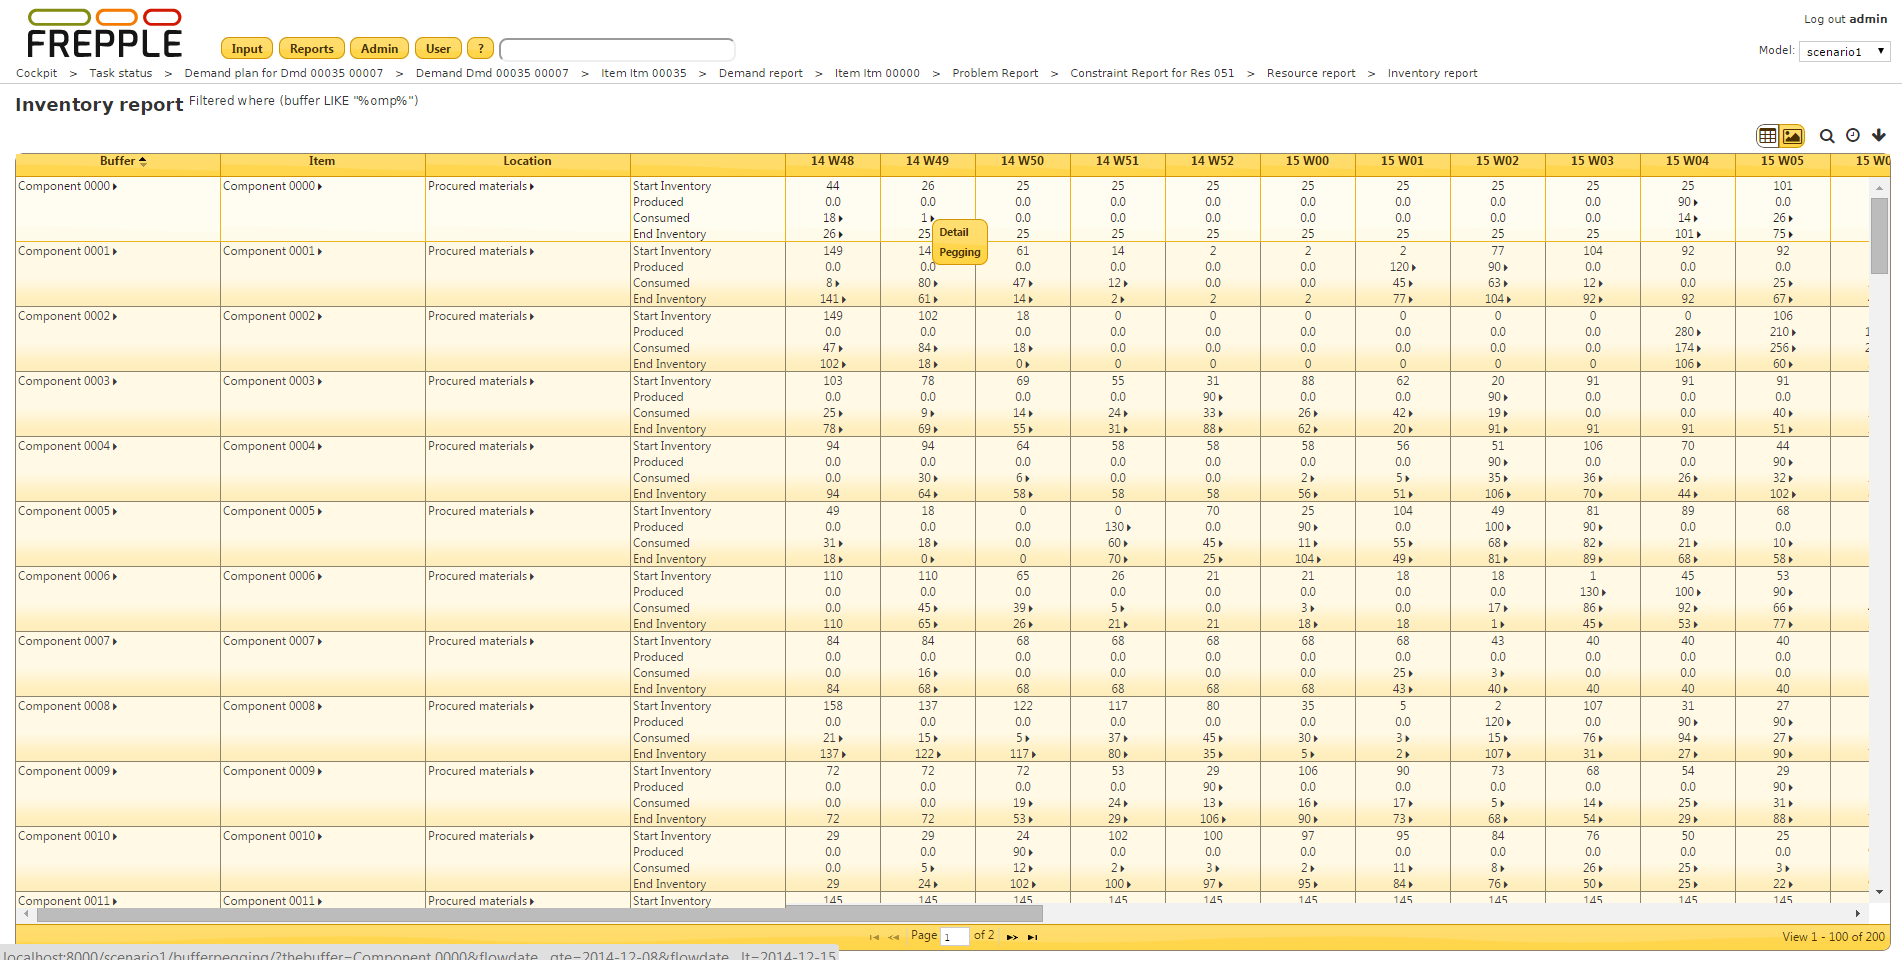 FREPPLE
Log out admin
Input Reports Admin User ?
Model: scenario1
Cockpit > Task status > Demand plan for Dmd 00035 00007 > Demand Dmd 00035 00007 > Item Itm 00035 > Demand report > Item Itm 00000 > Problem Report > Constraint Report for Res 051 > Resource report > Inventory report
Inventory report Filtered where (buffer LIKE "%omp%")
Buffer Item Location 14 W48 14 W49 14 W50 14 W51 14 W52 15 W00 15 W01 15 W02 15 W03 15 W04 15 W05 15 W0
Component 0000 Component 0000 Procured materials Start Inventory 44 26 25 25 25 25 25 25 25 25 101
Produced 0.0 0.0 0.0 0.0 0.0 0.0 0.0 0.0 0.0 90 0.0
Consumed 18 1 0.0 0.0 0.0 0.0 0.0 0.0 0.0 14 26
End Inventory 26 25 25 25 25 25 25 25 25 101 75
Detail
Pegging
Component 0001 Component 0001 Procured materials Start Inventory 149 14 61 14 2 2 2 77 104 92 92
Produced 0.0 0.0 0.0 0.0 0.0 0.0 120 90 0.0 0.0 0.0
Consumed 8 80 47 12 0.0 0.0 45 63 12 0.0 25
End Inventory 141 61 14 2 2 2 77 104 92 92 67
Component 0002 Component 0002 Procured materials Start Inventory 149 102 18 0 0 0 0 0 0 0 106
Produced 0.0 0.0 0.0 0.0 0.0 0.0 0.0 0.0 0.0 280 210 1
Consumed 47 84 18 0.0 0.0 0.0 0.0 0.0 0.0 174 256 2
End Inventory 102 18 0 0 0 0 0 0 0 106 60
Component 0003 Component 0003 Procured materials Start Inventory 103 78 69 55 31 88 62 20 91 91 91
Produced 0.0 0.0 0.0 0.0 90 0.0 0.0 90 0.0 0.0 0.0
Consumed 25 9 14 24 33 26 42 19 0.0 0.0 40
End Inventory 78 69 55 31 88 62 20 91 91 91 51
Component 0004 Component 0004 Procured materials Start Inventory 94 94 64 58 58 58 56 51 106 70 44
Produced 0.0 0.0 0.0 0.0 0.0 0.0 0.0 90 0.0 0.0 90
Consumed 0.0 30 6 0.0 0.0 2 5 35 36 26 32
End Inventory 94 64 58 58 58 56 51 106 70 44 102
Component 0005 Component 0005 Procured materials Start Inventory 49 18 0 0 70 25 104 49 81 89 68
Produced 0.0 0.0 0.0 130 0.0 90 0.0 100 90 0.0 0.0
Consumed 31 18 0.0 60 45 11 55 68 82 21 10
End Inventory 18 0 0 70 25 104 49 81 89 68 58
Component 0006 Component 0006 Procured materials Start Inventory 110 110 65 26 21 21 18 18 1 45 53
Produced 0.0 0.0 0.0 0.0 0.0 0.0 0.0 0.0 130 100 90
Consumed 0.0 45 39 5 0.0 3 0.0 17 86 92 66
End Inventory 110 65 26 21 21 18 18 1 45 53 77
Component 0007 Component 0007 Procured materials Start Inventory 84 84 68 68 68 68 68 43 40 40 40
Produced 0.0 0.0 0.0 0.0 0.0 0.0 0.0 0.0 0.0 0.0 0.0
Consumed 0.0 16 0.0 0.0 0.0 0.0 25 3 0.0 0.0 0.0
End Inventory 84 68 68 68 68 68 43 40 40 40 40
Component 0008 Component 0008 Procured materials Start Inventory 158 137 122 117 80 35 5 2 107 31 27
Produced 0.0 0.0 0.0 0.0 0.0 0.0 0.0 120 0.0 90 90
Consumed 21 15 5 37 45 30 3 15 76 94 27
End Inventory 137 122 117 80 35 5 2 107 31 27 90
Component 0009 Component 0009 Procured materials Start Inventory 72 72 72 53 29 106 90 73 68 54 29
Produced 0.0 0.0 0.0 0.0 90 0.0 0.0 0.0 0.0 0.0 90
Consumed 0.0 0.0 19 24 13 16 17 5 14 25 31
End Inventory 72 72 53 29 106 90 73 68 54 29 88
Component 0010 Component 0010 Procured materials Start Inventory 29 29 24 102 100 97 95 84 76 50 25
Produced 0.0 0.0 90 0.0 0.0 0.0 0.0 0.0 0.0 0.0 0.0
Consumed 0.0 5 12 2 3 2 11 8 26 25 3
End Inventory 29 24 102 100 97 95 84 76 50 25 22
Component 0011 Component 0011 Procured materials Start Inventory 145 145 145 145 145 145 145 145 145 145 145
Page 1 of 2
View 1 - 100 of 200
localhost:8000/scenario1/bufferpegging/?thebuffer=Component 0000&flowdate__gte=2014-12-08&flowdate__lt=2014-12-15